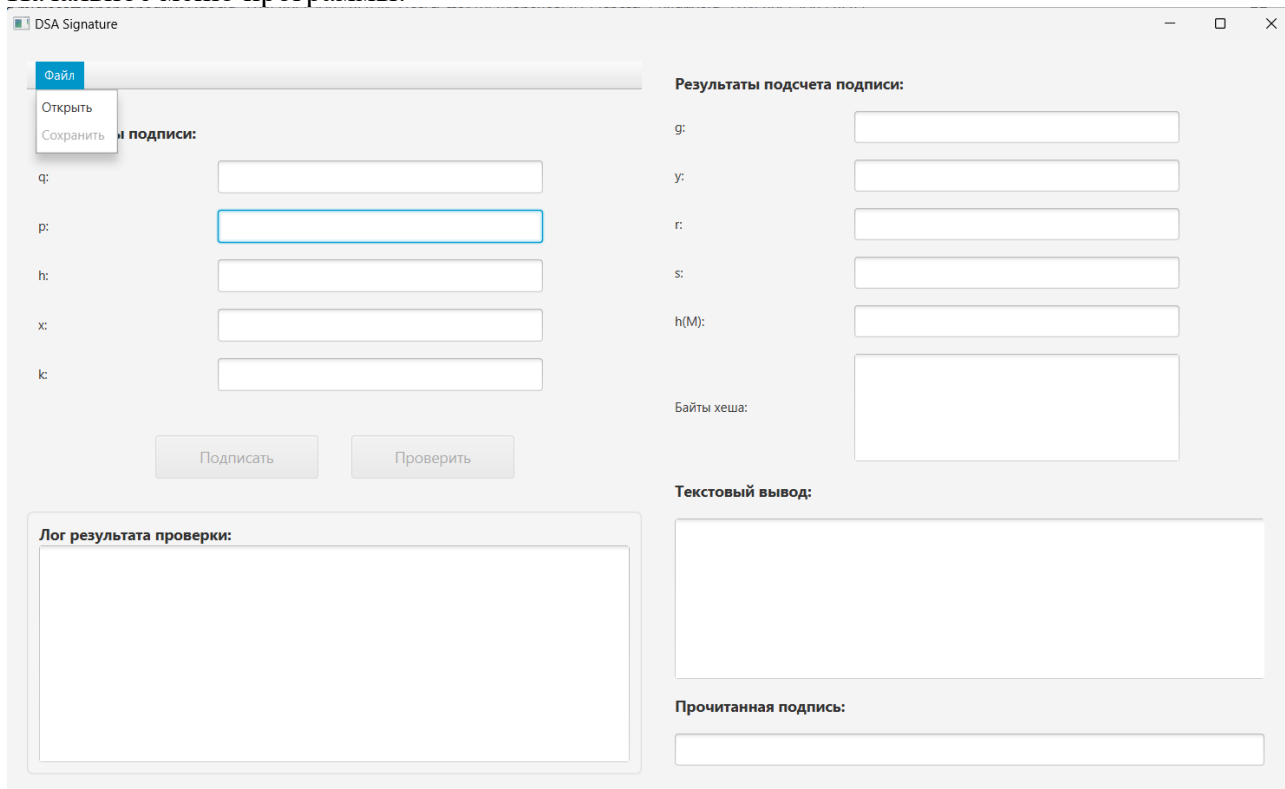 DSA Signature
Файл
Открыть
Сохранить
ы подписи:
q:
p:
h:
x:
k:
Подписать
Проверить
Лог результата проверки:
Результаты подсчета подписи:
g:
y:
r:
s:
h(M):
Байты хеша:
Текстовый вывод:
Прочитанная подпись: